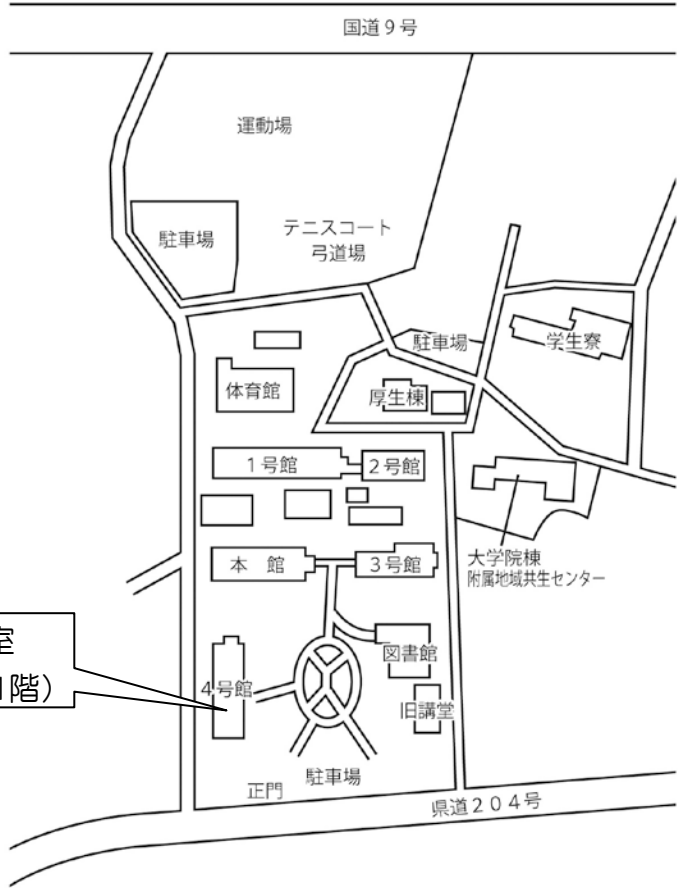 国道９号
運動場
テニスコート
弓道場
駐車場
駐車場
学生寮
体育館
厚生棟
１号館
２号館
大学院棟
附属地域共生センター
本　館
３号館
室
階）
図書館
４号館
旧講堂
駐車場
正門
県道２０４号